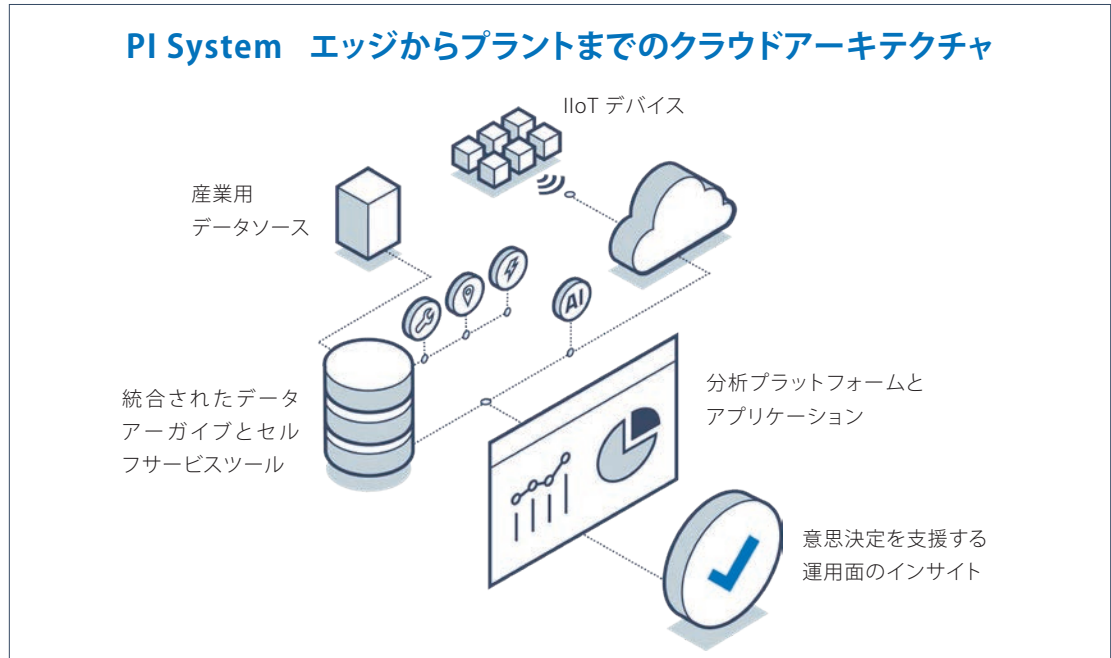 PI System エッジからプラントまでのクラウドアーキテクチャ
IIoT デバイス
産業用
データソース
AI
統合されたデータ
アーガイブとセル
フサービスツール
分析プラットフォームと
アプリケーション
意思決定を支援する
運用面のインサイト